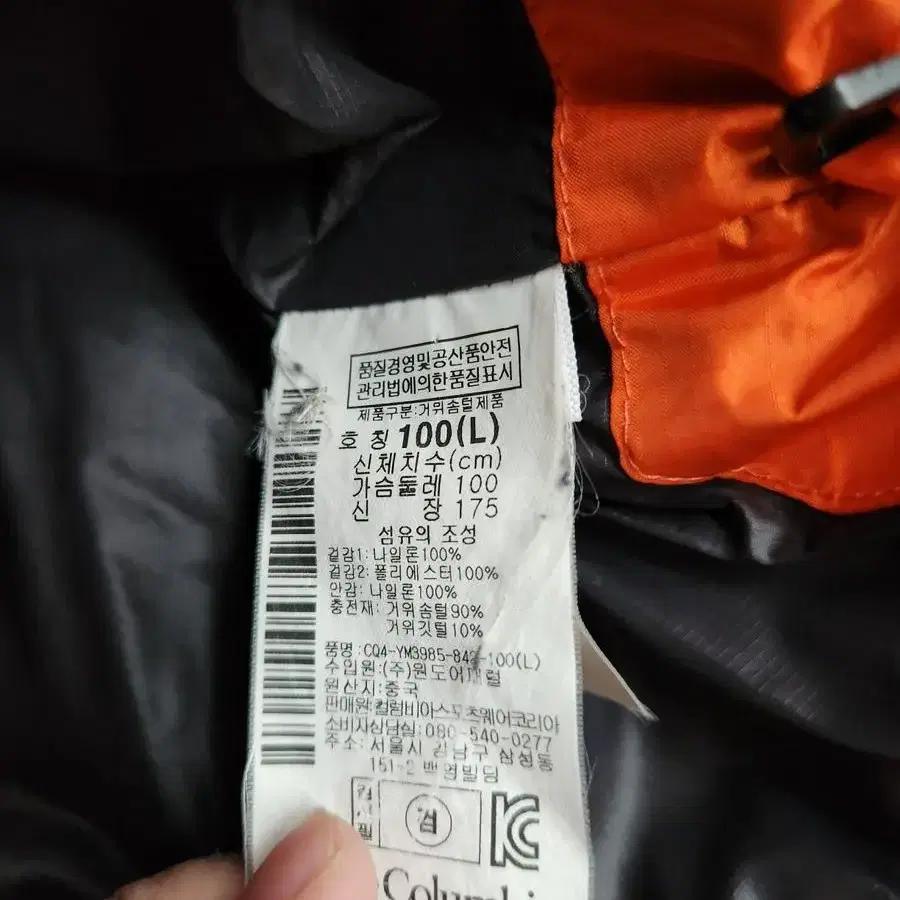 품질경영및공산품안전
관리법에의한품질표시
제품구분:거위솜털제품
호 칭 100(L)
신체치수(cm)
가슴둘레 100
신 장 175
섬유의 조성
겉감1: 나일론100%
겉감2: 폴리에스터100%
안감: 나일론100%
충전재: 거위솜털90%
거위깃털10%
품명: CQ4-YM3985-84 -100(L)
수입원:(주)윈도어패럴
원산지:중국
판매원:컬럼비아스포츠웨어코리아
소비자상담실:080-540-0277
주소: 서울시 강남구 삼성동
151-2 백영빌딩
검
Columbi